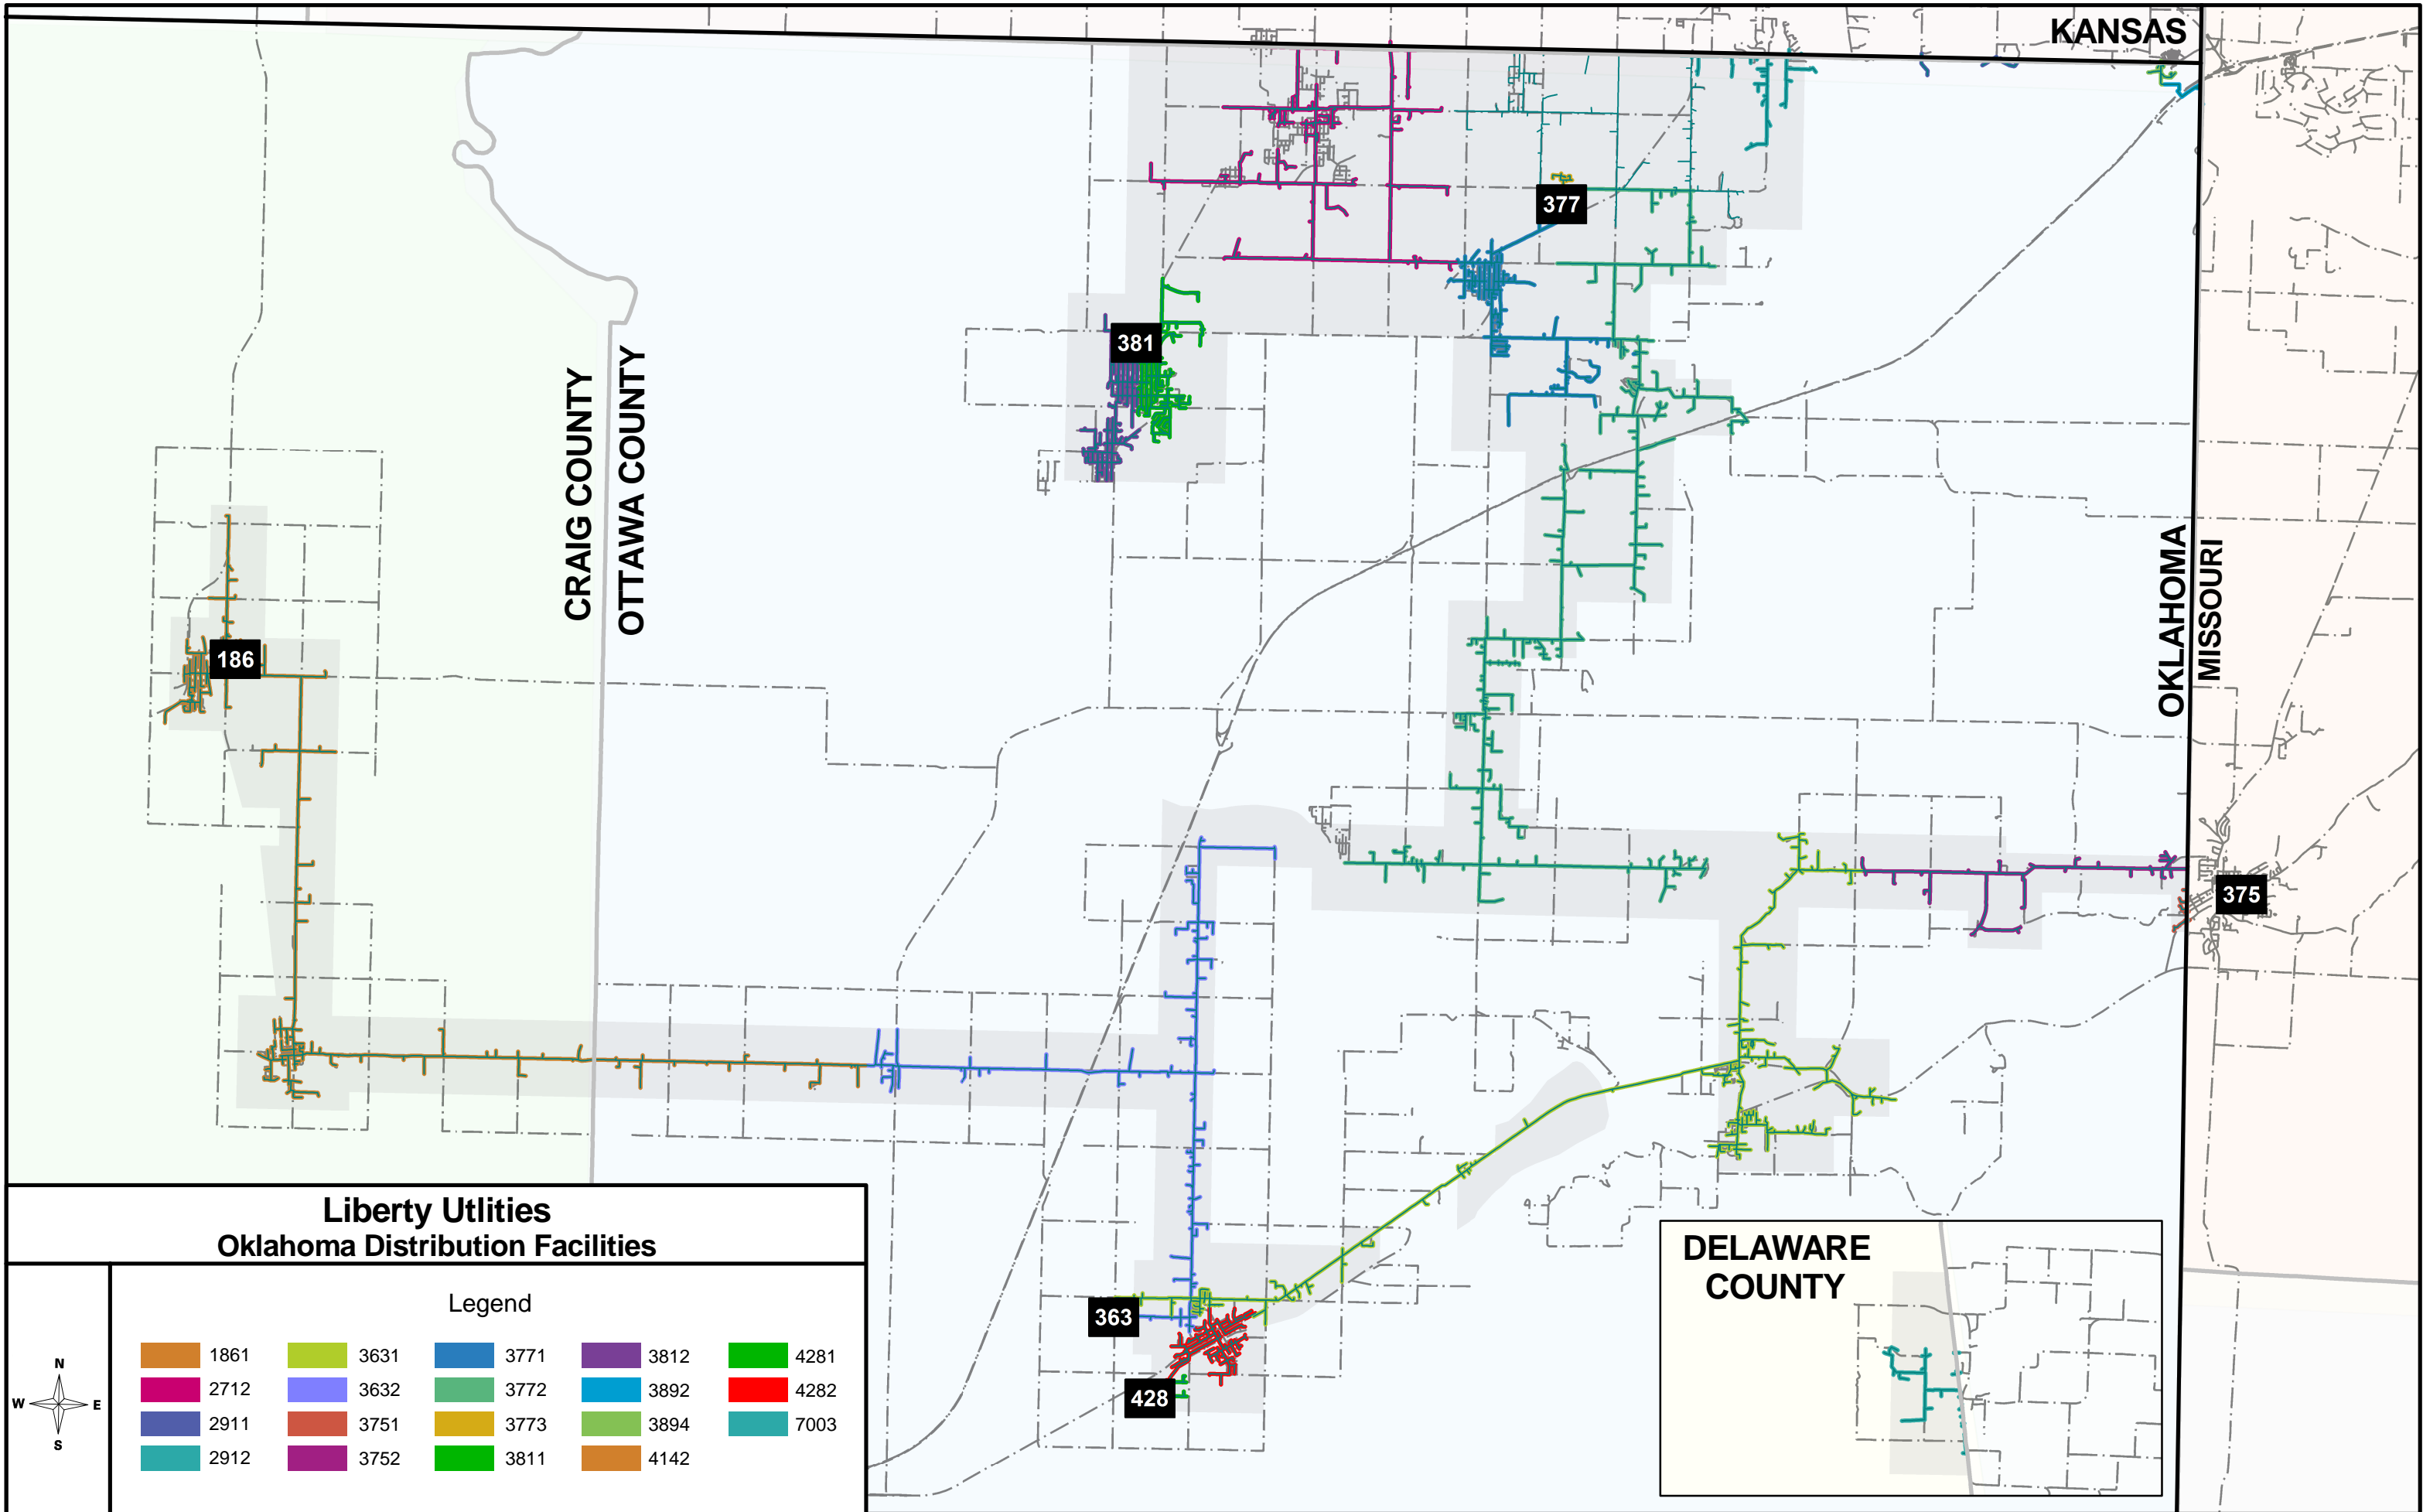 KANSAS
377
381
CRAIG COUNTY
OTTAWA COUNTY
OKLAHOMA
MISSOURI
186
375
363
428
DELAWARE
COUNTY
Liberty Utlities
Oklahoma Distribution Facilities
N
W E
S
Legend
1861 3631 3771 3812 4281
2712 3632 3772 3892 4282
2911 3751 3773 3894 7003
2912 3752 3811 4142